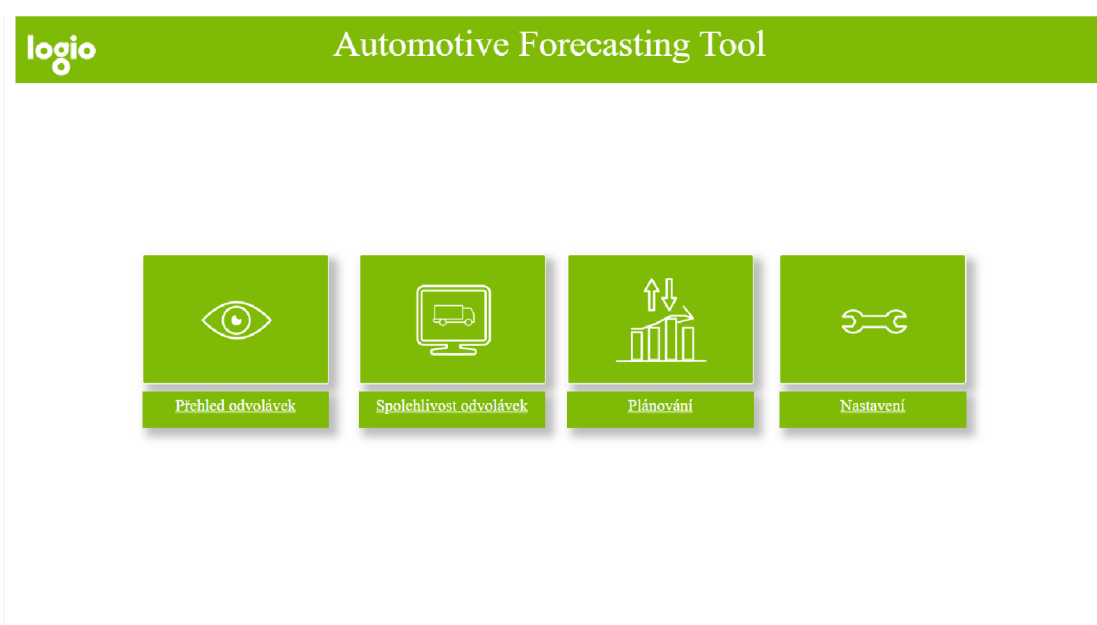 logio
Automotive Forecasting Tool
Přehled odvolávek
Spolehlivost odvolávek
Plánování
Nastavení